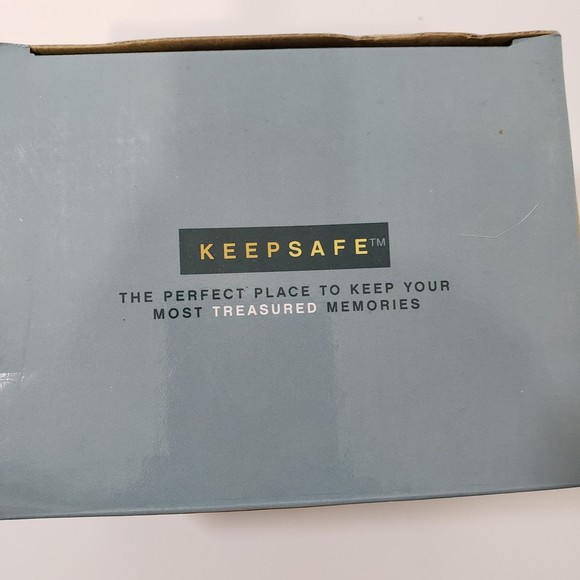 KEEPSAFE™
THE PERFECT PLACE TO KEEP YOUR
MOST TREASURED MEMORIES